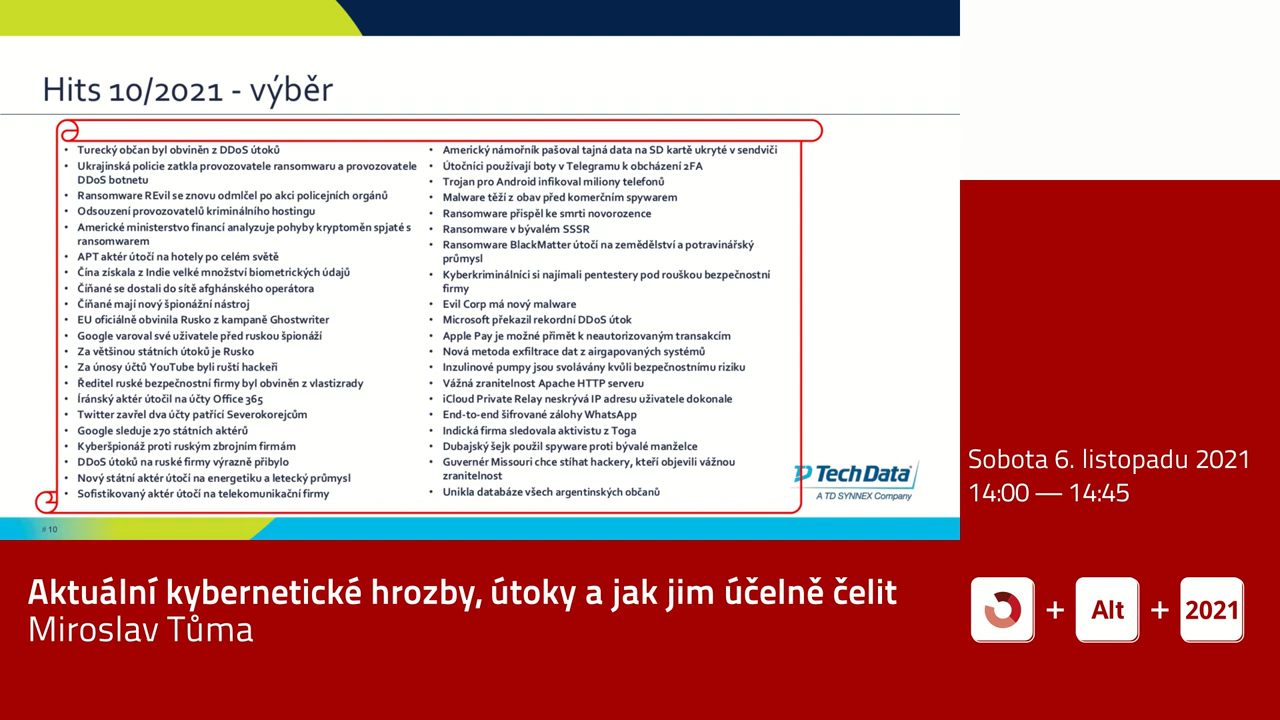 Hits 10/2021 - výběr
• Turecký občan byl obviněn z DDoS útoků
• Ukrajinská policie zatkla provozovatele ransomwaru a provozovatele
DDoS botnetu
• Ransomware REvil se znovu odmlčel po akci policejních orgánů
• Odsouzení provozovatelů kriminálního hostingu
• Americké ministerstvo financí analyzuje pohyby kryptoměn spjaté s
ransomwarem
• APT aktér útočí na hotely po celém světě
• Čína získala z Indie velké množství biometrických údajů
• Číňané se dostali do sítě afghánského operátora
• Číňané mají nový špionážní nástroj
• EU oficiálně obvinila Rusko z kampaně Ghostwriter
• Google varoval své uživatele před ruskou špionáží
• Za většinou státních útoků je Rusko
• Za únosy účtů YouTube byli ruští hackeři
• Ředitel ruské bezpečnostní firmy byl obviněn z vlastizrady
• Íránský aktér útočil na účty Office 365
• Twitter zavřel dva účty patřící Severokorejcům
• Google sleduje 270 státních aktérů
• Kyberšpionáž proti ruským zbrojním firmám
• DDoS útoků na ruské firmy výrazně přibylo
• Nový státní aktér útočí na energetiku a letecký průmysl
• Sofistikovaný aktér útočí na telekomunikační firmy
• Americký námořník pašoval tajná data na SD kartě ukryté v sendviči
• Útočníci používají boty v Telegramu k obcházení 2FA
• Trojan pro Android infikoval miliony telefonů
• Malware těží z obav před komerčním spywarem
• Ransomware přispěl ke smrti novorozence
• Ransomware v bývalém SSSR
• Ransomware BlackMatter útočí na zemědělství a potravinářský
průmysl
• Kyberkriminálníci si najímali pentestery pod rouškou bezpečnostní
firmy
• Evil Corp má nový malware
• Microsoft překazil rekordní DDoS útok
• Apple Pay je možné přimět k neautorizovaným transakcím
• Nová metoda exfiltrace dat z airgapovaných systémů
• Inzulinové pumpy jsou svolávány kvůli bezpečnostnímu riziku
• Vážná zranitelnost Apache HTTP serveru
• iCloud Private Relay neskrývá IP adresu uživatele dokonale
• End-to-end šifrované zálohy WhatsApp
• Indická firma sledovala aktivistu z Toga
• Dubajský šejk použil spyware proti bývalé manželce
• Guvernér Missouri chce stíhat hackery, kteří objevili vážnou
zranitelnost
• Unikla databáze všech argentinských občanů
TechData
A TD SYNNEX Company
# 10
Sobota 6. listopadu 2021
14:00 — 14:45
Aktuální kybernetické hrozby, útoky a jak jim účelně čelit
Miroslav Tůma
+ Alt + 2021